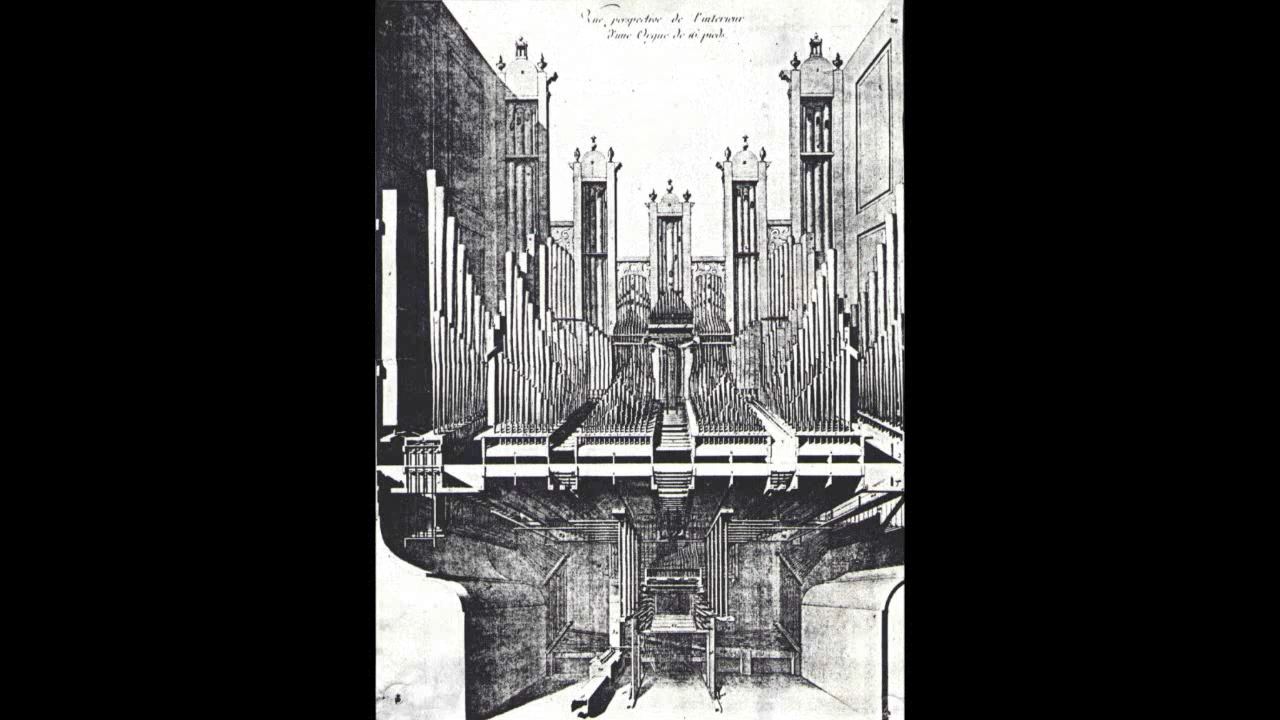 Vue perspective de l'interieur
d'une Orgue de 16 pieds.